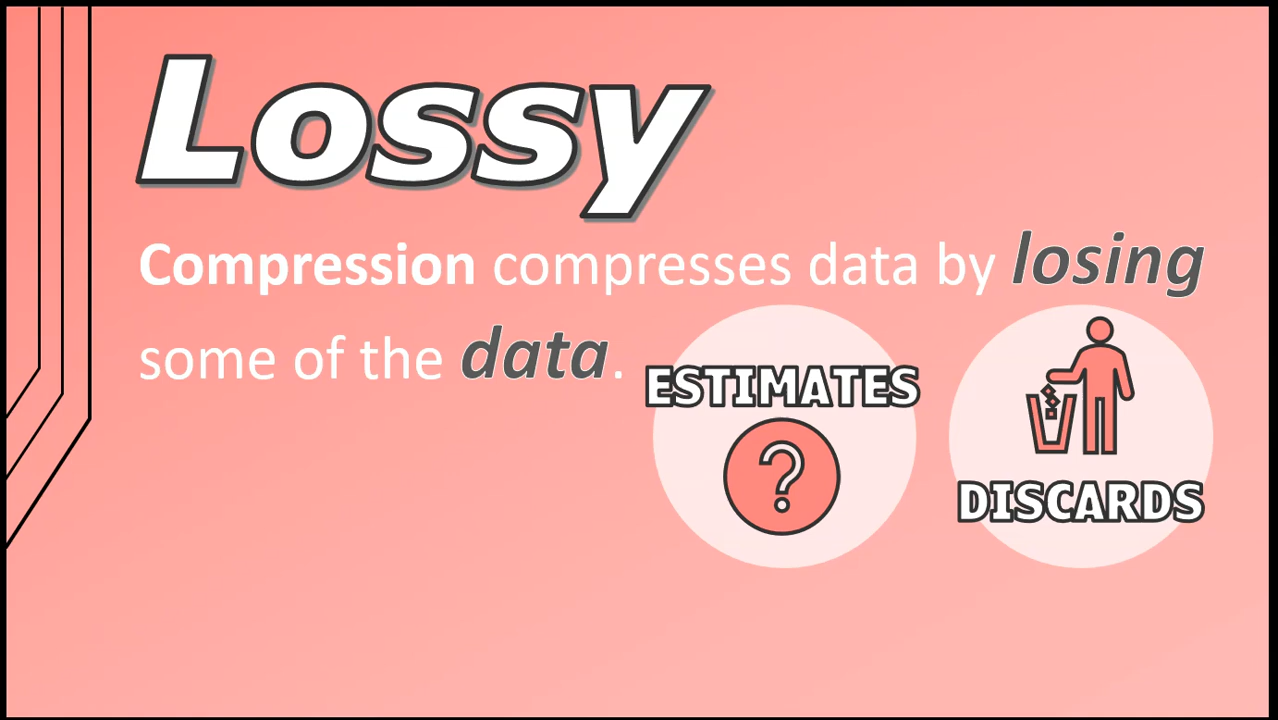 Lossy
Compression compresses data by losing
some of the data.
ESTIMATES
?
DISCARDS